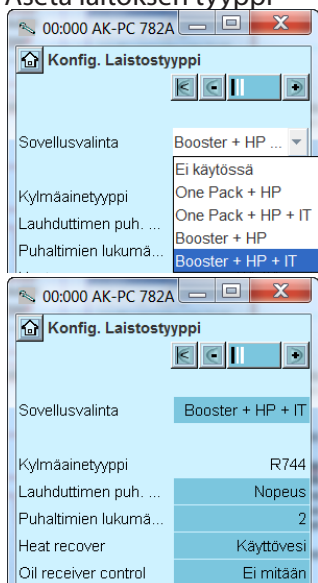 Aseta laitoksen tyyppi
00:000 AK-PC 782A
Konfig. Laistostyyppi
Sovellusvalinta Booster + HP ...
Ei käytössä
One Pack + HP
Kylmäainetyyppi
One Pack + HP + IT
Lauhduttimen puh. ...
Booster + HP
Puhaltimien lukumä...
Booster + HP + IT
00:000 AK-PC 782A
Konfig. Laistostyyppi
Sovellusvalinta Booster + HP + IT
Kylmäainetyyppi R744
Lauhduttimen puh. ... Nopeus
Puhaltimien lukumä... 2
Heat recover Käyttövesi
Oil receiver control Ei mitään